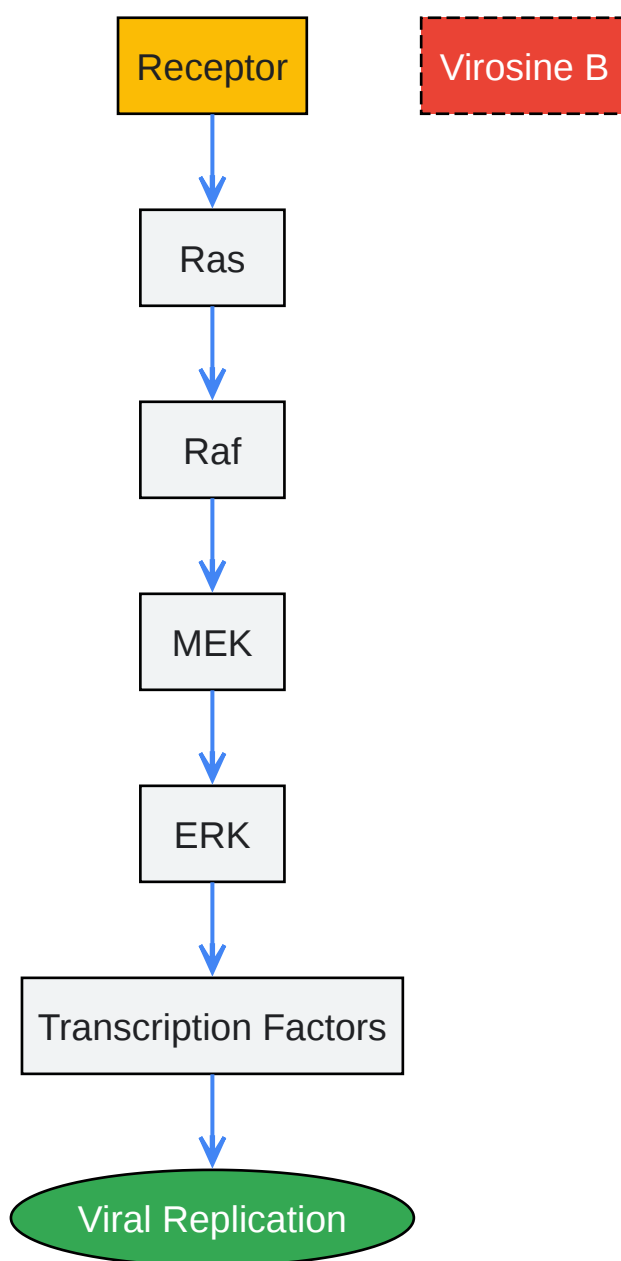 Receptor
Virosine B
Ras
Raf
MEK
ERK
Transcription Factors
Viral Replication